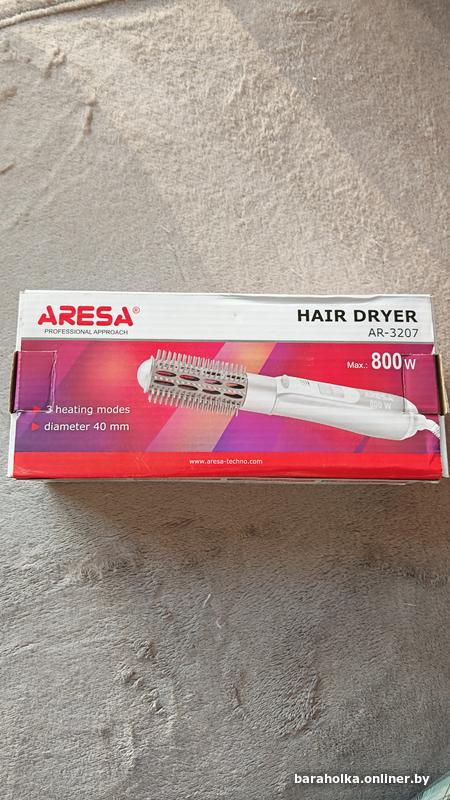 ARESA®
PROFESSIONAL APPROACH
HAIR DRYER
AR-3207
Max.: 800 W
ARESA
800 W
3 heating modes
diameter 40 mm
www.aresa-techno.com
baraholka.onliner.by